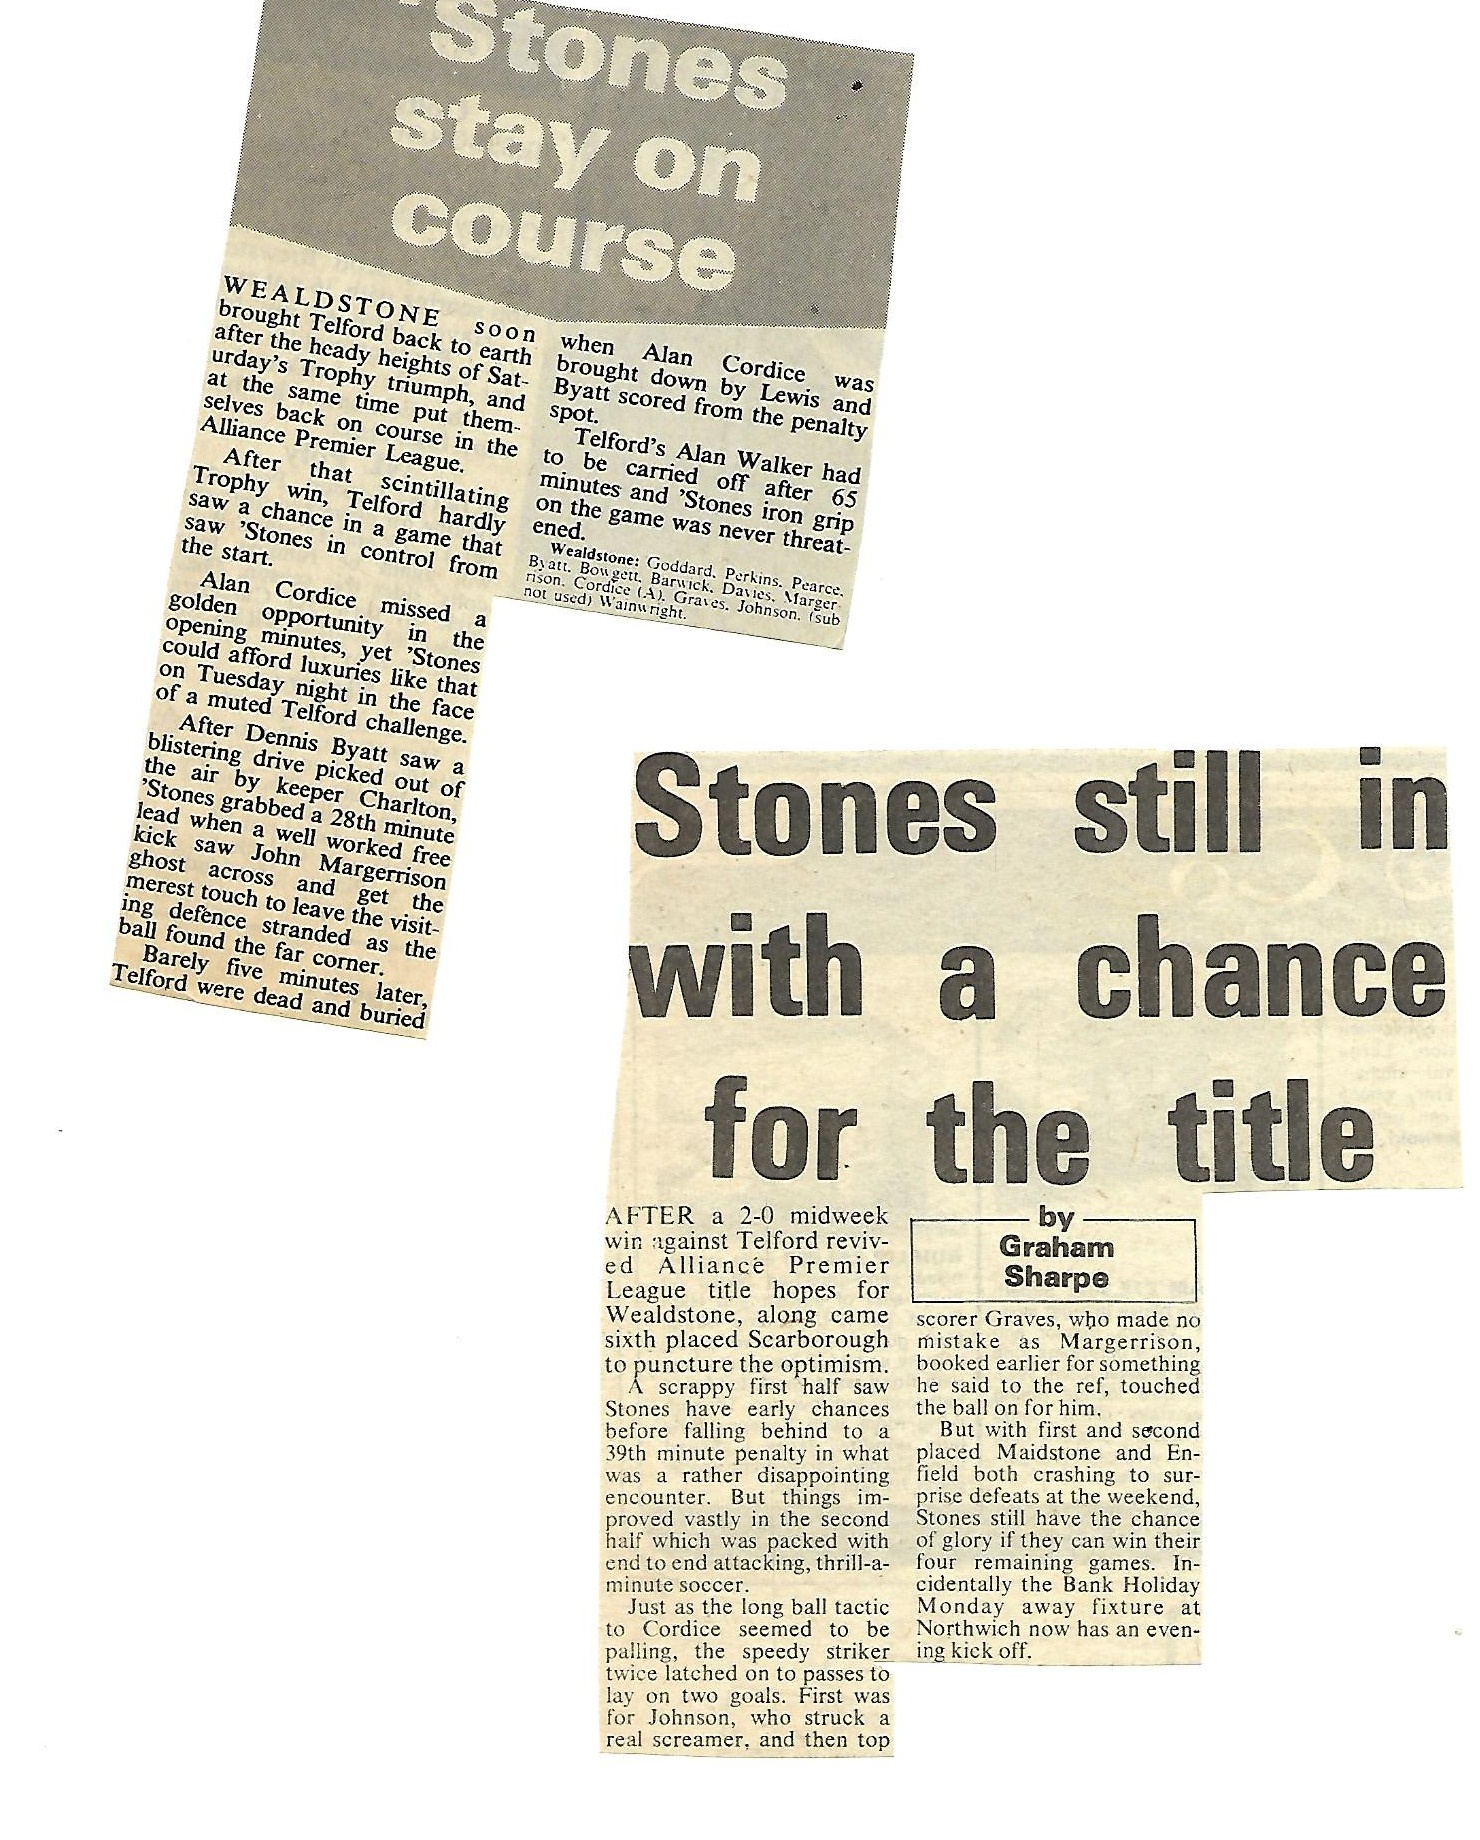 'Stones
stay on
course
WEALDSTONE soon
brought Telford back to earth
after the heady heights of Sat-
urday's Trophy triumph, and
at the same time put them-
selves back on course in the
Alliance Premier League.
After that scintillating
Trophy win, Telford hardly
saw a chance in a game that
saw 'Stones in control from
the start.
Alan Cordice missed a
golden opportunity in the
opening minutes, yet 'Stones
could afford luxuries like that
on Tuesday night in the face
of a muted Telford challenge.
After Dennis Byatt saw a
blistering drive picked out of
the air by keeper Charlton,
'Stones grabbed a 28th minute
lead when a well worked free
kick saw John Margerrison
ghost across and get the
merest touch to leave the visit-
ing defence stranded as the
ball found the far corner.
Barely five minutes later,
Telford were dead and buried
when Alan Cordice was
brought down by Lewis and
Byatt scored from the penalty
spot.
Telford's Alan Walker had
to be carried off after 65
minutes and 'Stones iron grip
on the game was never threat-
ened.
Wealdstone: Goddard, Perkins, Pearce,
Byatt, Bowgett, Barwick, Davies, Marger-
rison, Cordice (A), Graves, Johnson, (sub
not used) Wainwright.
Stones still in
with a chance
for the title
by
Graham
Sharpe
AFTER a 2-0 midweek
win against Telford reviv-
ed Alliance Premier
League title hopes for
Wealdstone, along came
sixth placed Scarborough
to puncture the optimism.
A scrappy first half saw
Stones have early chances
before falling behind to a
39th minute penalty in what
was a rather disappointing
encounter. But things im-
proved vastly in the second
half which was packed with
end to end attacking, thrill-a-
minute soccer.
Just as the long ball tactic
to Cordice seemed to be
palling, the speedy striker
twice latched on to passes to
lay on two goals. First was
for Johnson, who struck a
real screamer, and then top
scorer Graves, who made no
mistake as Margerrison,
booked earlier for something
he said to the ref, touched
the ball on for him.
But with first and second
placed Maidstone and En-
field both crashing to sur-
prise defeats at the weekend,
Stones still have the chance
of glory if they can win their
four remaining games. In-
cidentally the Bank Holiday
Monday away fixture at
Northwich now has an even-
ing kick off.